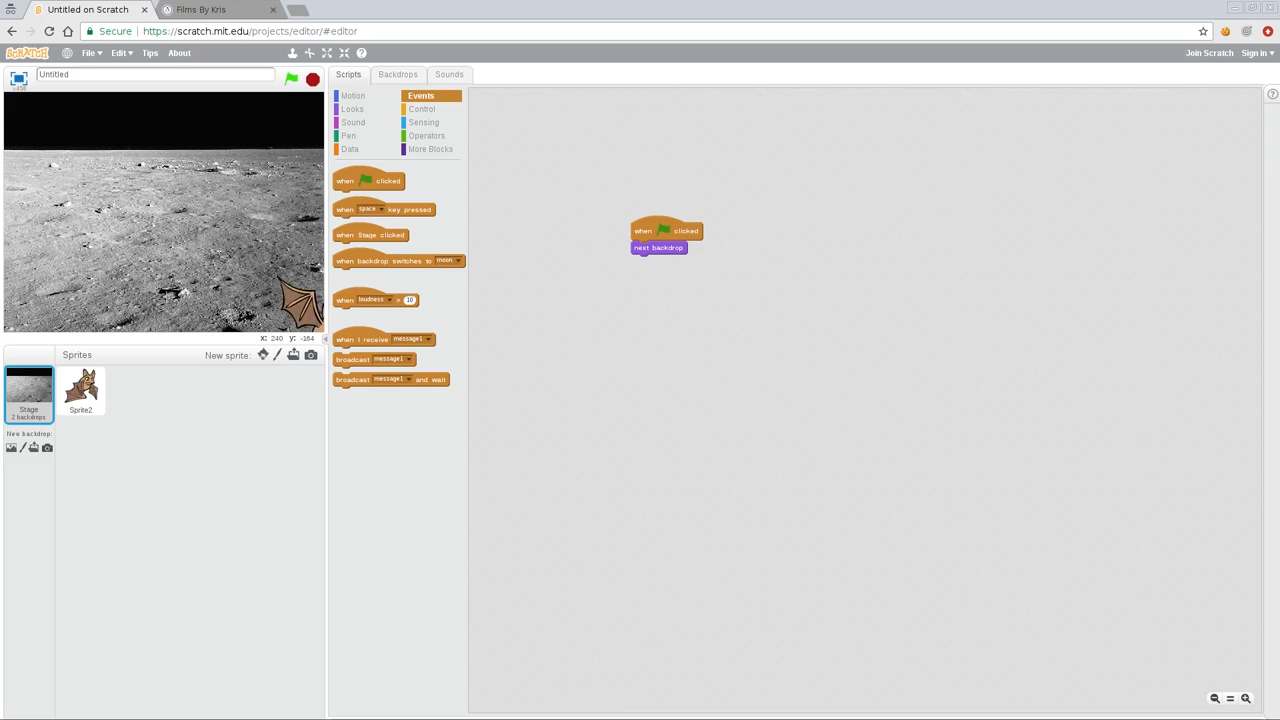 Untitled on Scratch
Films By Kris
Secure
https://scratch.mit.edu/projects/editor/#editor
SCRATCH
File
Edit
Tips
About
Join Scratch
Sign in
Untitled
Scripts
Backdrops
Sounds
Motion
Events
Looks
Control
Sound
Sensing
Pen
Operators
Data
More Blocks
when clicked
when space key pressed
when Stage clicked
when backdrop switches to moon
when loudness > 10
when I receive message1
broadcast message1
broadcast message1 and wait
when clicked
next backdrop
x: 240 y: -184
Sprites
New sprite:
Stage
2 backdrops
Sprite2
New backdrop: